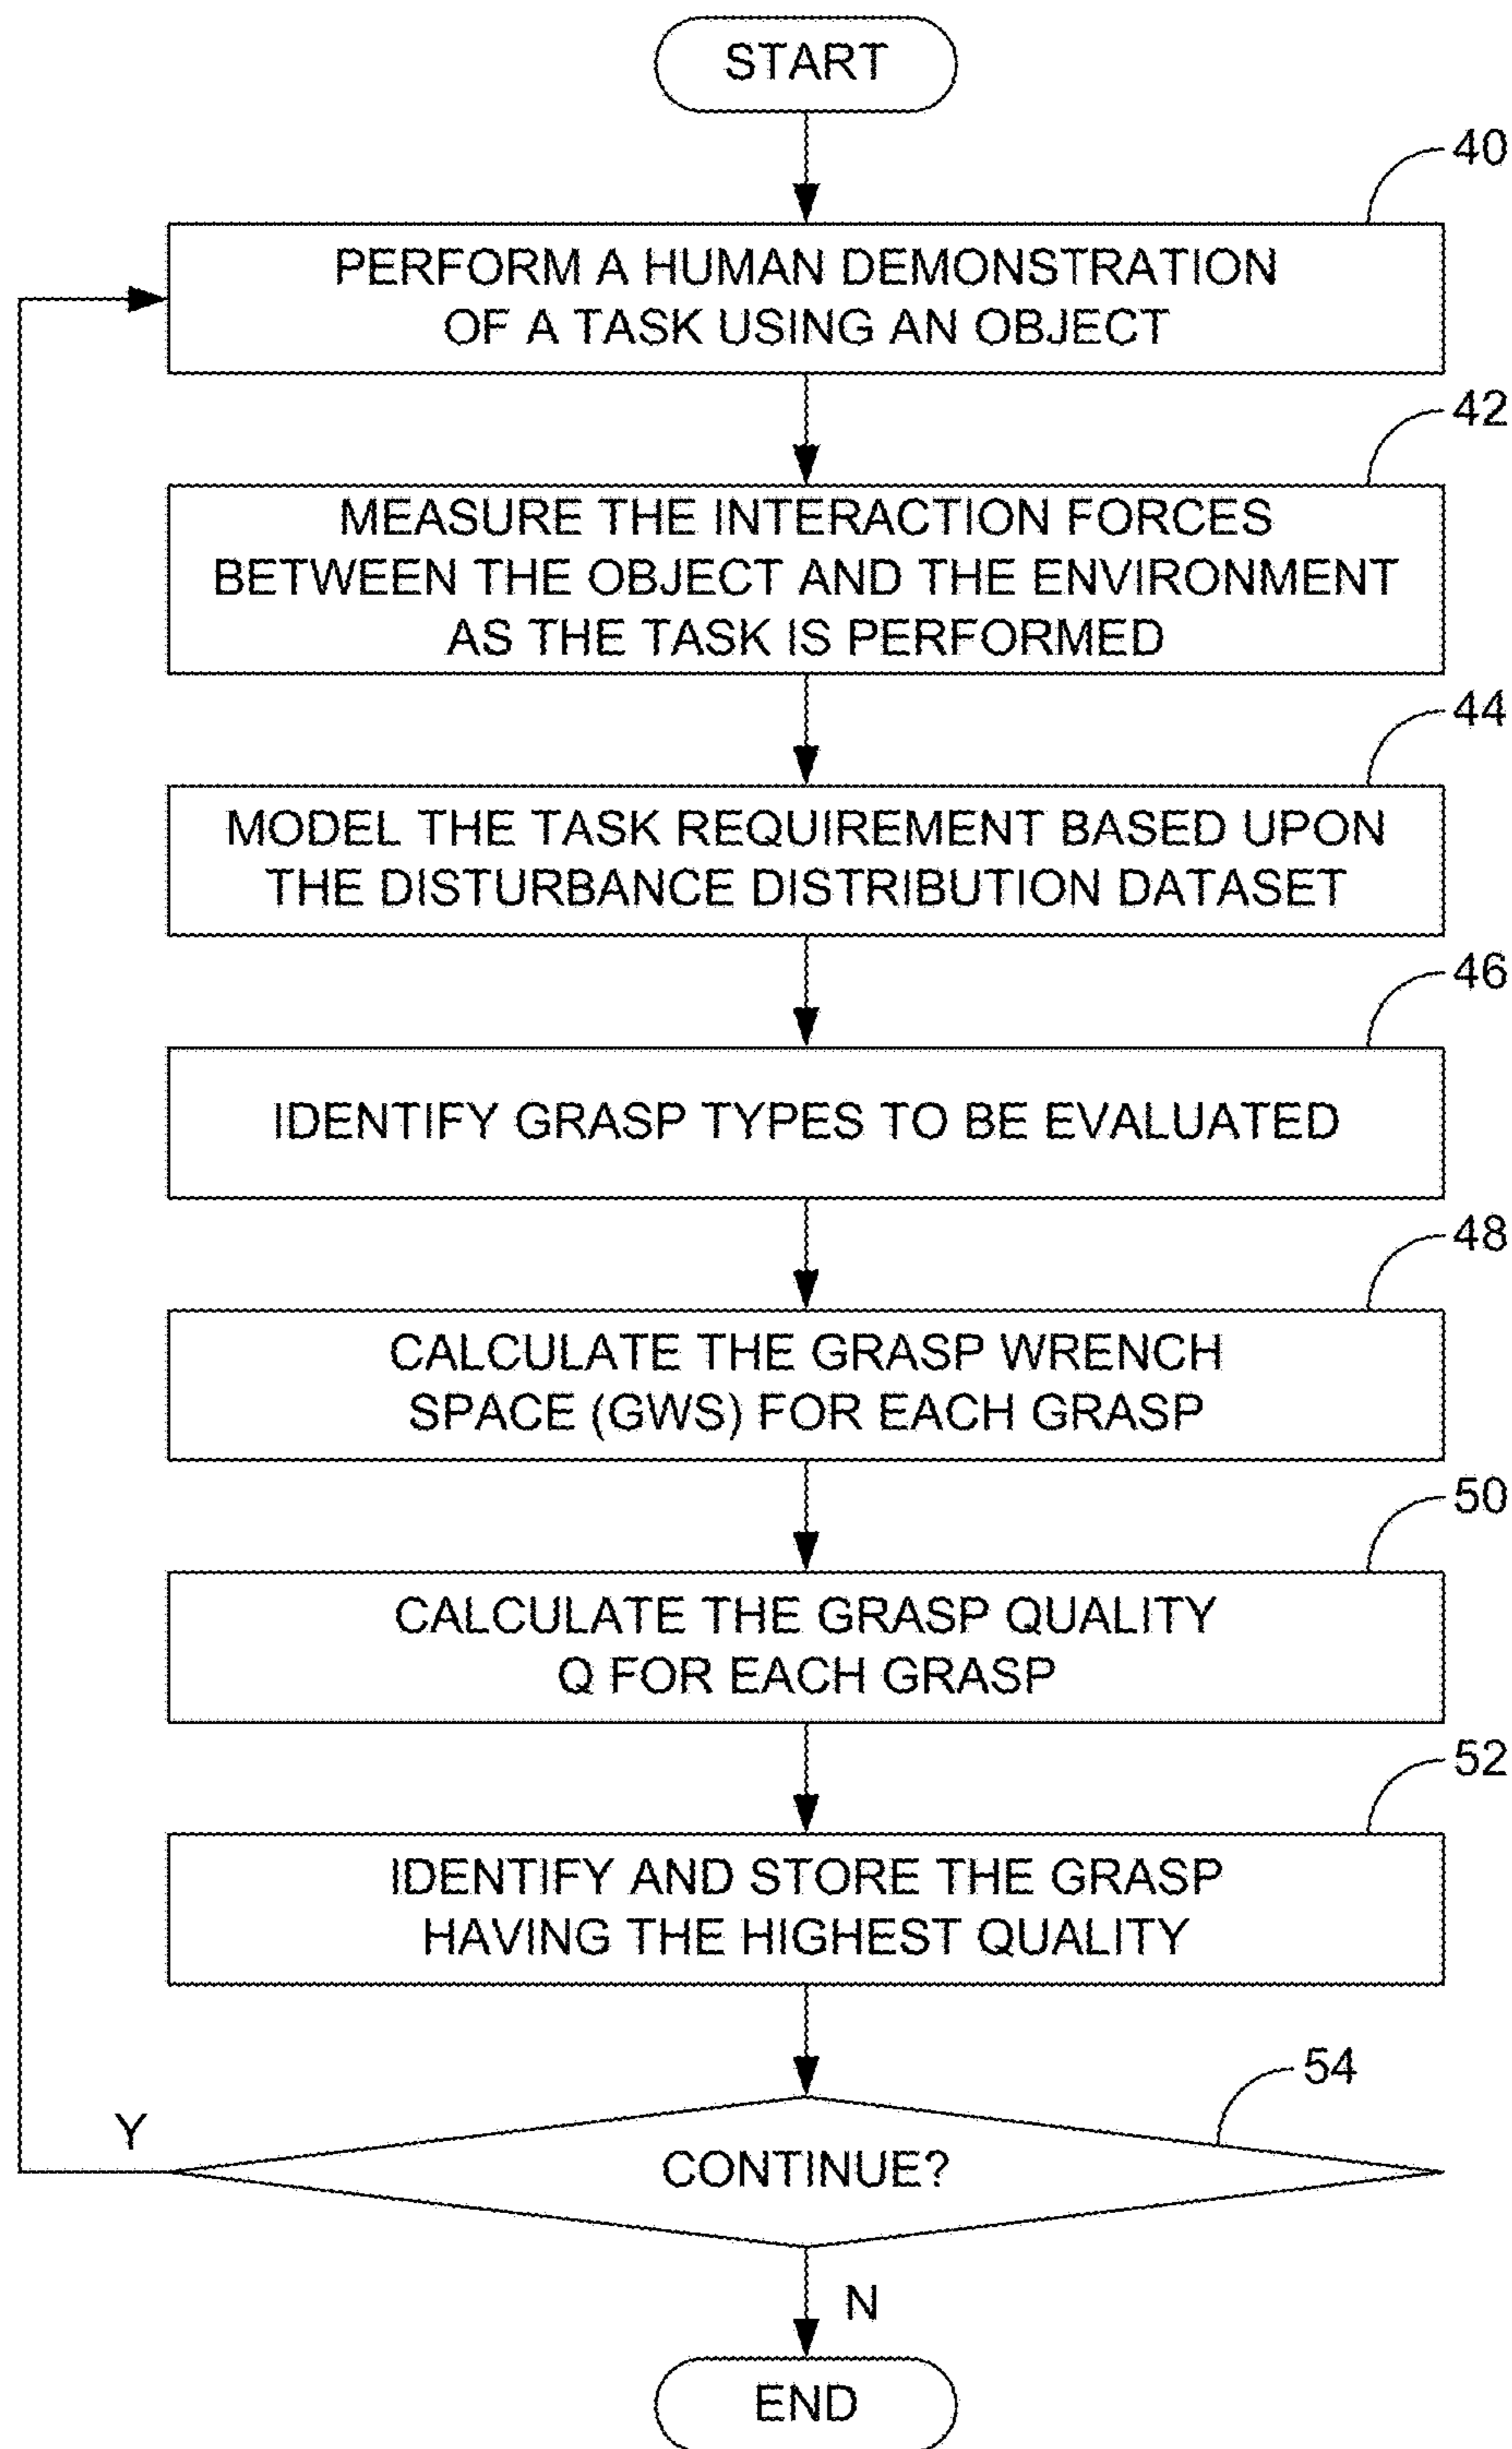 START
40
PERFORM A HUMAN DEMONSTRATION
OF A TASK USING AN OBJECT
42
MEASURE THE INTERACTION FORCES
BETWEEN THE OBJECT AND THE ENVIRONMENT
AS THE TASK IS PERFORMED
44
MODEL THE TASK REQUIREMENT BASED UPON
THE DISTURBANCE DISTRIBUTION DATASET
46
IDENTIFY GRASP TYPES TO BE EVALUATED
48
CALCULATE THE GRASP WRENCH
SPACE (GWS) FOR EACH GRASP
50
CALCULATE THE GRASP QUALITY
Q FOR EACH GRASP
52
IDENTIFY AND STORE THE GRASP
HAVING THE HIGHEST QUALITY
54
Y
CONTINUE?
N
END